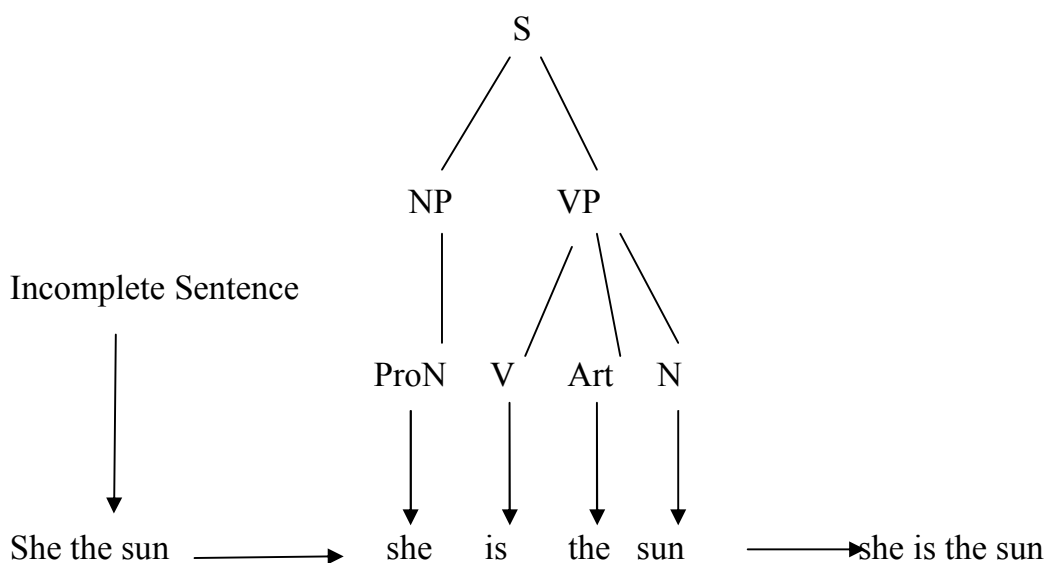 S
NP VP
Incomplete Sentence
ProN V Art N
She the sun she is the sun she is the sun